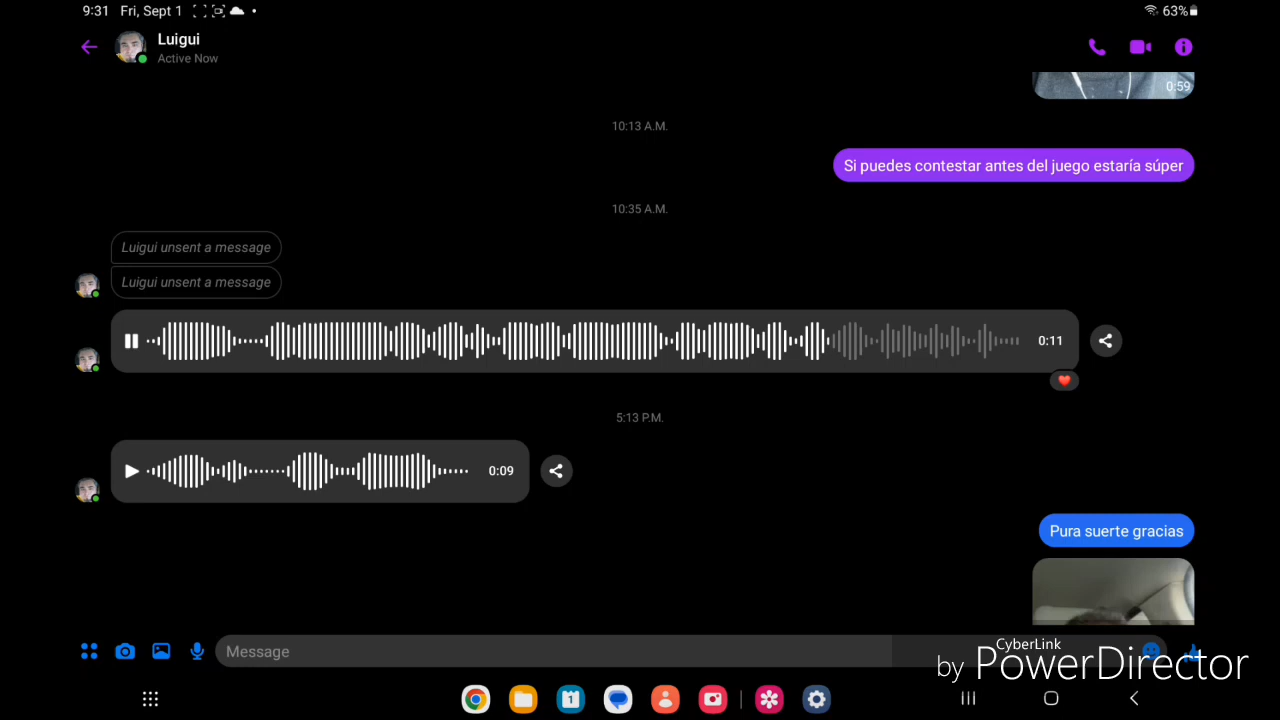 9:31 Fri, Sept 1
63%
Luigui
Active Now
0:59
10:13 A.M.
Si puedes contestar antes del juego estaría súper
10:35 A.M.
Luigui unsent a message
Luigui unsent a message
0:11
5:13 P.M.
0:09
Pura suerte gracias
Message
CyberLink
by PowerDirector
1